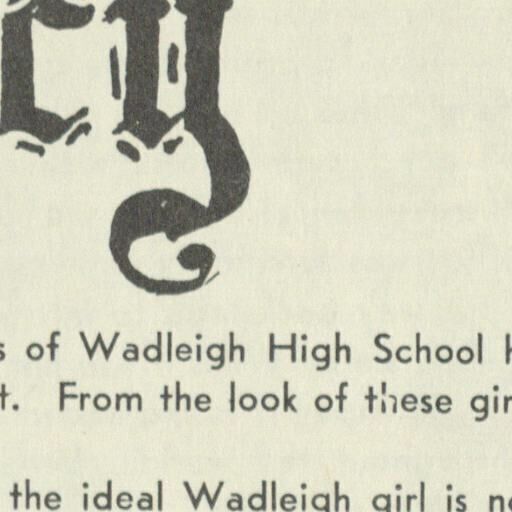 s of Wadleigh High School
t. From the look of these gir
the ideal Wadleigh girl is